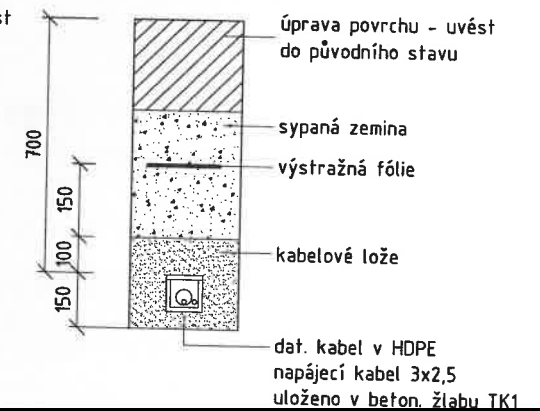 st
úprava povrchu - uvést
do původního stavu
sypaná zemina
výstražná fólie
kabelové lože
dat. kabel v HDPE
napájecí kabel 3x2,5
uloženo v beton. žlabu TK1
700
150
100
150